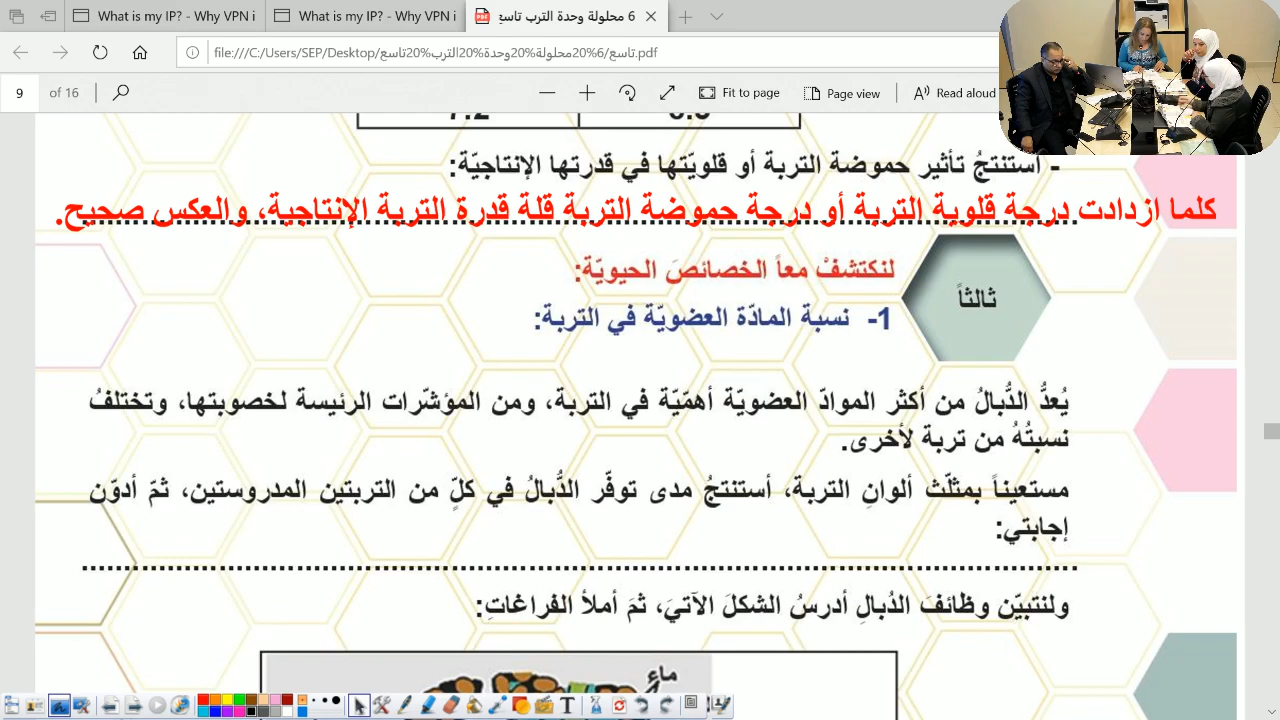 What is my IP? - Why VPN i
What is my IP? - Why VPN i
6 محلولة وحدة الترب تاسع
file:///C:/Users/SEP/Desktop/تاسع%20الترب%20وحدة%20محلولة%206/تاسع.pdf
9 of 16
Fit to page
Page view
Read aloud
7.2
- أستنتجُ تأثير حموضة التربة أو قلويّتها في قدرتها الإنتاجيّة:
كلما ازدادت درجة قلوية التربة أو درجة حموضة التربة قلة قدرة التربة الإنتاجية، والعكس صحيح.
ثالثاً
لنكتشفْ معاً الخصائصَ الحيويّة:
1- نسبة المادّة العضويّة في التربة:
يُعدُّ الدُّبالُ من أكثر الموادّ العضويّة أهمّيّة في التربة، ومن المؤشّرات الرئيسة لخصوبتها، وتختلفُ
نسبتُهُ من تربة لأخرى.
مستعيناً بمثلّث ألوانِ التربة، أستنتجُ مدى توفّر الدُّبالُ في كلٍّ من التربتين المدروستين، ثمّ أدوّن
إجابتي:
ولنتبيّن وظائفَ الدُبالِ أدرسُ الشكلَ الآتيَ، ثمَ أملأ الفراغاتِ:
ماء